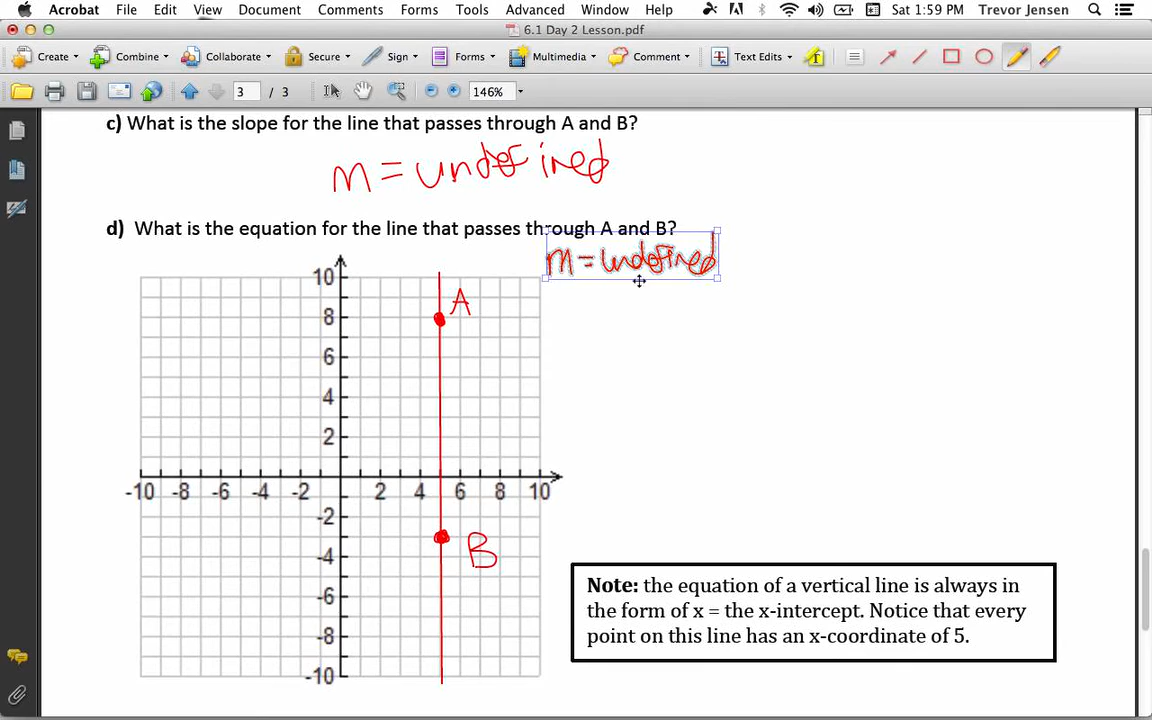 Acrobat File Edit View Document Comments Forms Tools Advanced Window Help Sat 1:59 PM Trevor Jensen
6.1 Day 2 Lesson.pdf
Create Combine Collaborate Secure Sign Forms Multimedia Comment Text Edits T
3 / 3 146%
c) What is the slope for the line that passes through A and B?
m = undefined
d) What is the equation for the line that passes through A and B?
m = undefined
10
A
8
6
4
2
-10 -8 -6 -4 -2 2 4 6 8 10
-2
B
-4
-6
-8
-10
Note: the equation of a vertical line is always in
the form of x = the x-intercept. Notice that every
point on this line has an x-coordinate of 5.